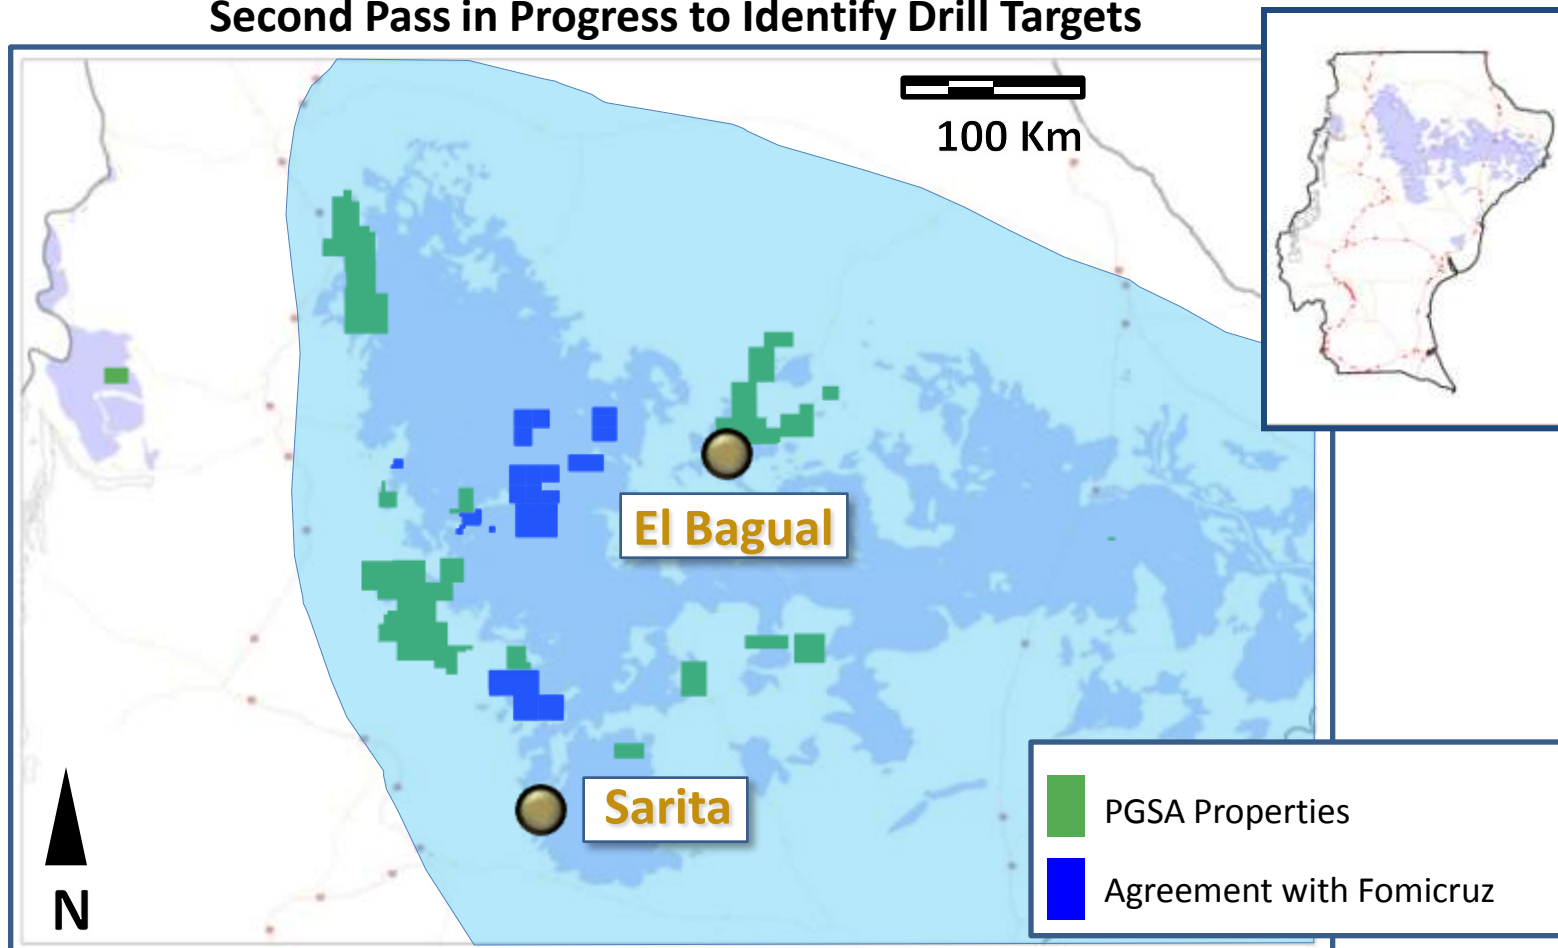 Second Pass in Progress to Identify Drill Targets
100 Km
El Bagual
Sarita
N
PGSA Properties
Agreement with Fomicruz